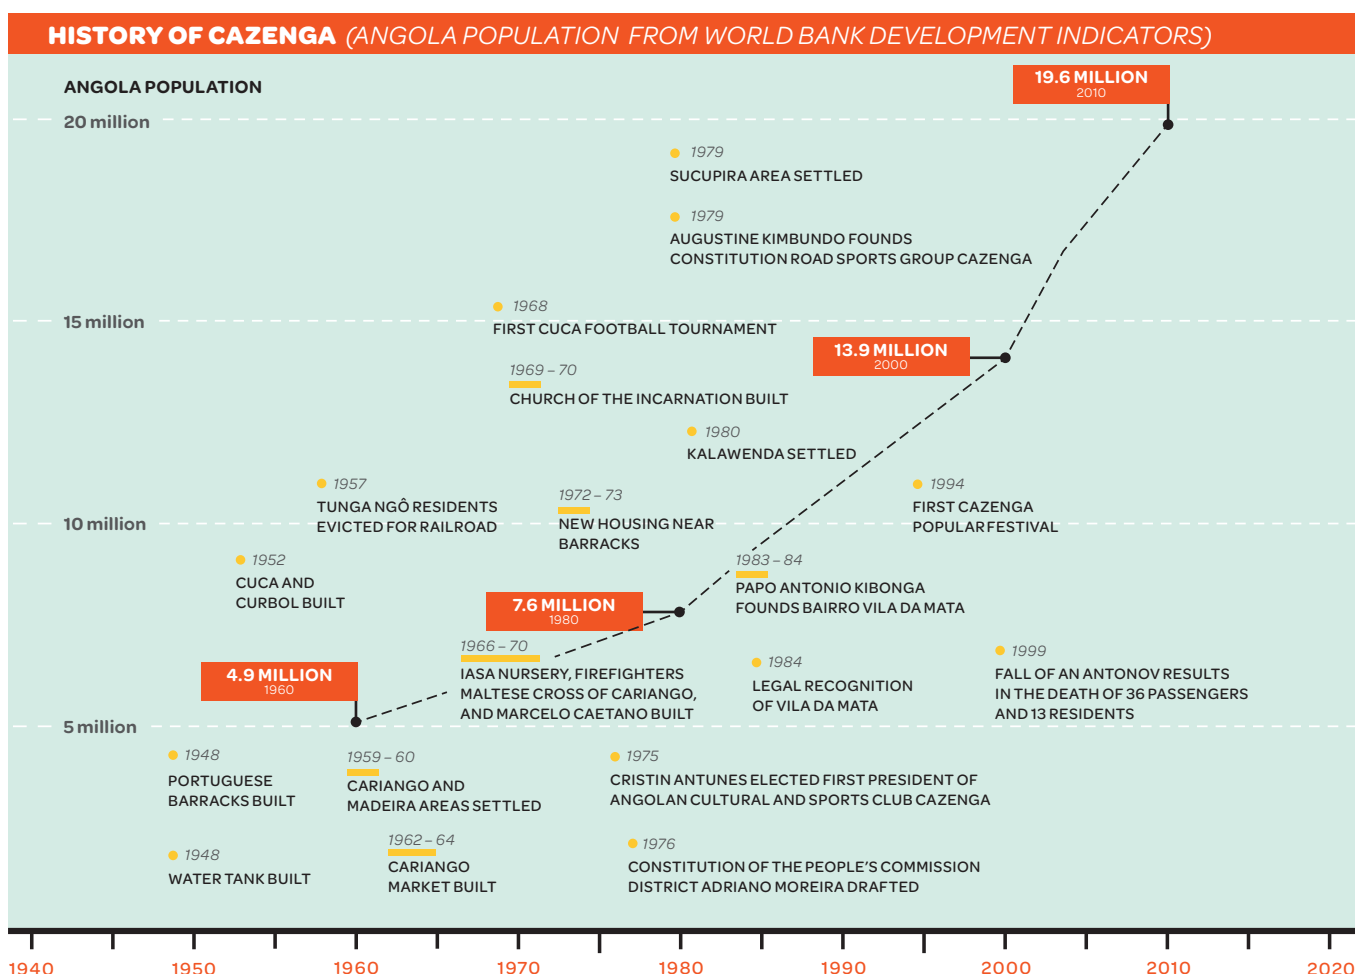 HISTORY OF CAZENGA (ANGOLA POPULATION FROM WORLD BANK DEVELOPMENT INDICATORS)
ANGOLA POPULATION
19.6 MILLION
2010
20 million
1979
SUCUPIRA AREA SETTLED
1979
AUGUSTINE KIMBUNDO FOUNDS
CONSTITUTION ROAD SPORTS GROUP CAZENGA
1968
FIRST CUCA FOOTBALL TOURNAMENT
15 million
13.9 MILLION
2000
1969 – 70
CHURCH OF THE INCARNATION BUILT
1980
KALAWENDA SETTLED
1957
TUNGA NGÔ RESIDENTS
EVICTED FOR RAILROAD
1972 – 73
NEW HOUSING NEAR
BARRACKS
1994
FIRST CAZENGA
POPULAR FESTIVAL
10 million
1952
CUCA AND
CURBOL BUILT
1983 – 84
PAPO ANTONIO KIBONGA
FOUNDS BAIRRO VILA DA MATA
7.6 MILLION
1980
1966 – 70
IASA NURSERY, FIREFIGHTERS
MALTESE CROSS OF CARIANGO,
AND MARCELO CAETANO BUILT
4.9 MILLION
1960
1984
LEGAL RECOGNITION
OF VILA DA MATA
1999
FALL OF AN ANTONOV RESULTS
IN THE DEATH OF 36 PASSENGERS
AND 13 RESIDENTS
5 million
1948
PORTUGUESE
BARRACKS BUILT
1959 – 60
CARIANGO AND
MADEIRA AREAS SETTLED
1975
CRISTIN ANTUNES ELECTED FIRST PRESIDENT OF
ANGOLAN CULTURAL AND SPORTS CLUB CAZENGA
1948
WATER TANK BUILT
1962 – 64
CARIANGO
MARKET BUILT
1976
CONSTITUTION OF THE PEOPLE'S COMMISSION
DISTRICT ADRIANO MOREIRA DRAFTED
1940 1950 1960 1970 1980 1990 2000 2010 2020